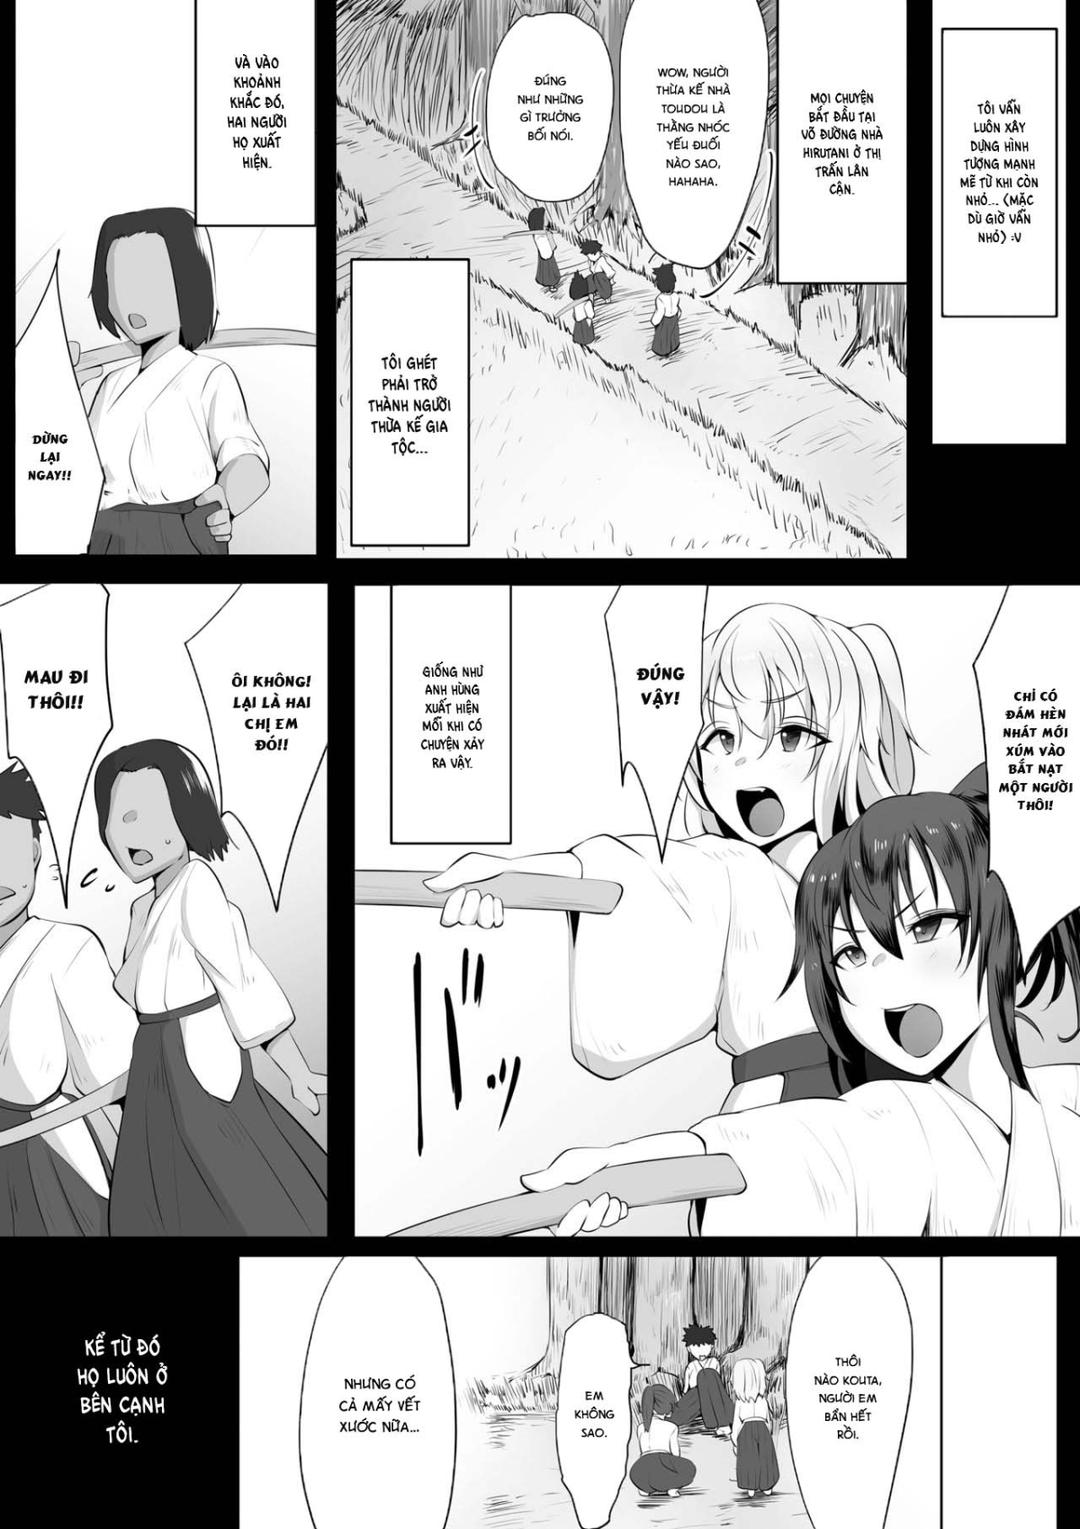 TÔI VẪN
LUÔN XÂY
DỰNG HÌNH
TƯỢNG MẠNH
MẼ TỪ KHI CÒN
NHỎ... (MẶC
DÙ GIỜ VẪN
NHỎ) :V
MỌI CHUYỆN
BẮT ĐẦU TẠI
VÕ ĐƯỜNG NHÀ
HIRUTANI Ở THỊ
TRẤN LÂN
CẬN.
WOW, NGƯỜI
THỪA KẾ NHÀ
TOUDOU LÀ
THẰNG NHÓC
YẾU ĐUỐI
NÀO SAO,
HAHAHA.
ĐÚNG
NHƯ NHỮNG
GÌ TRƯỞNG
BỐI NÓI.
TÔI GHÉT
PHẢI TRỞ
THÀNH NGƯỜI
THỪA KẾ GIA
TỘC...
VÀ VÀO
KHOẢNH
KHẮC ĐÓ,
HAI NGƯỜI
HỌ XUẤT
HIỆN.
DỪNG
LẠI
NGAY!!
CHỈ CÓ
ĐÁM HÈN
NHÁT MỚI
XÚM VÀO
BẮT NẠT
MỘT NGƯỜI
THÔI!
ĐÚNG
VẬY!
GIỐNG NHƯ
ANH HÙNG
XUẤT HIỆN
MỖI KHI CÓ
CHUYỆN XẢY
RA VẬY.
ÔI KHÔNG!
LẠI LÀ HAI
CHỊ EM
ĐÓ!!
MAU ĐI
THÔI!!
THÔI
NÀO KOUTA,
NGƯỜI EM
BẨN HẾT
RỒI.
EM
KHÔNG
SAO.
NHƯNG CÓ
CẢ MẤY VẾT
XƯỚC NỮA...
KỂ TỪ ĐÓ
HỌ LUÔN Ở
BÊN CẠNH
TÔI.